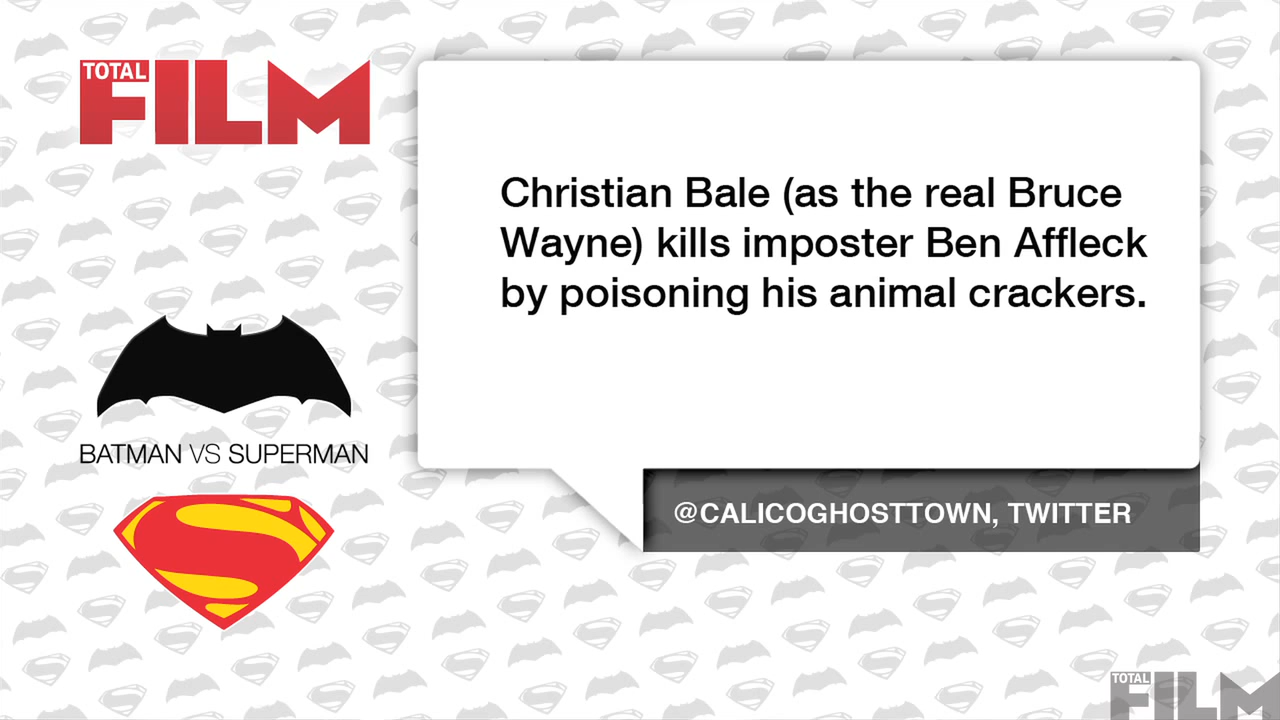 TOTAL
FILM
Christian Bale (as the real Bruce
Wayne) kills imposter Ben Affleck
by poisoning his animal crackers.
BATMAN VS SUPERMAN
@CALICOGHOSTTOWN, TWITTER
TOTAL
FILM